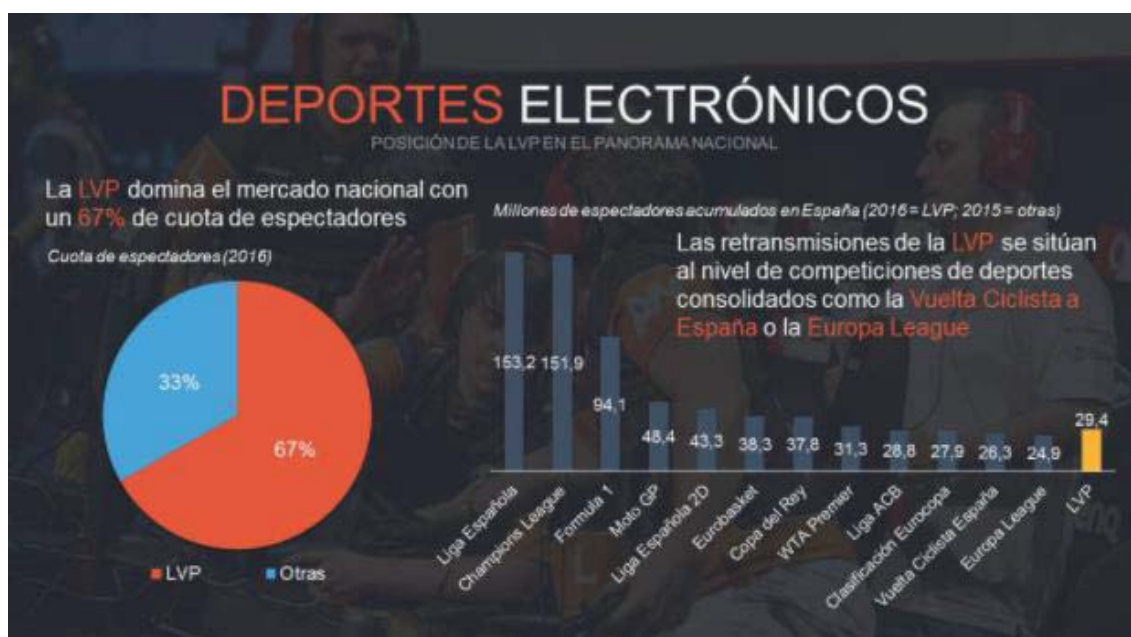 DEPORTES ELECTRÓNICOS
POSICIÓN DE LA LVP EN EL PANORAMA NACIONAL
La LVP domina el mercado nacional con
un 67% de cuota de espectadores
Cuota de espectadores (2016)
33%
67%
LVP
Otras
Millones de espectadores acumulados en España (2016= LVP; 2015= otras)
Las retransmisiones de la LVP se sitúan
al nivel de competiciones de deportes
consolidados como la Vuelta Ciclista a
España o la Europa League
153,2 151,9 94,1 48,4 43,3 38,3 37,8 31,3 28,8 27,9 26,3 24,9 29,4
Liga Española
Champions League
Formula 1
Moto GP
Liga Española 2D
Eurobasket
Copa del Rey
WTA Premier
Liga ACB
Clasificación Eurocopa
Vuelta Ciclista España
Europa League
LVP